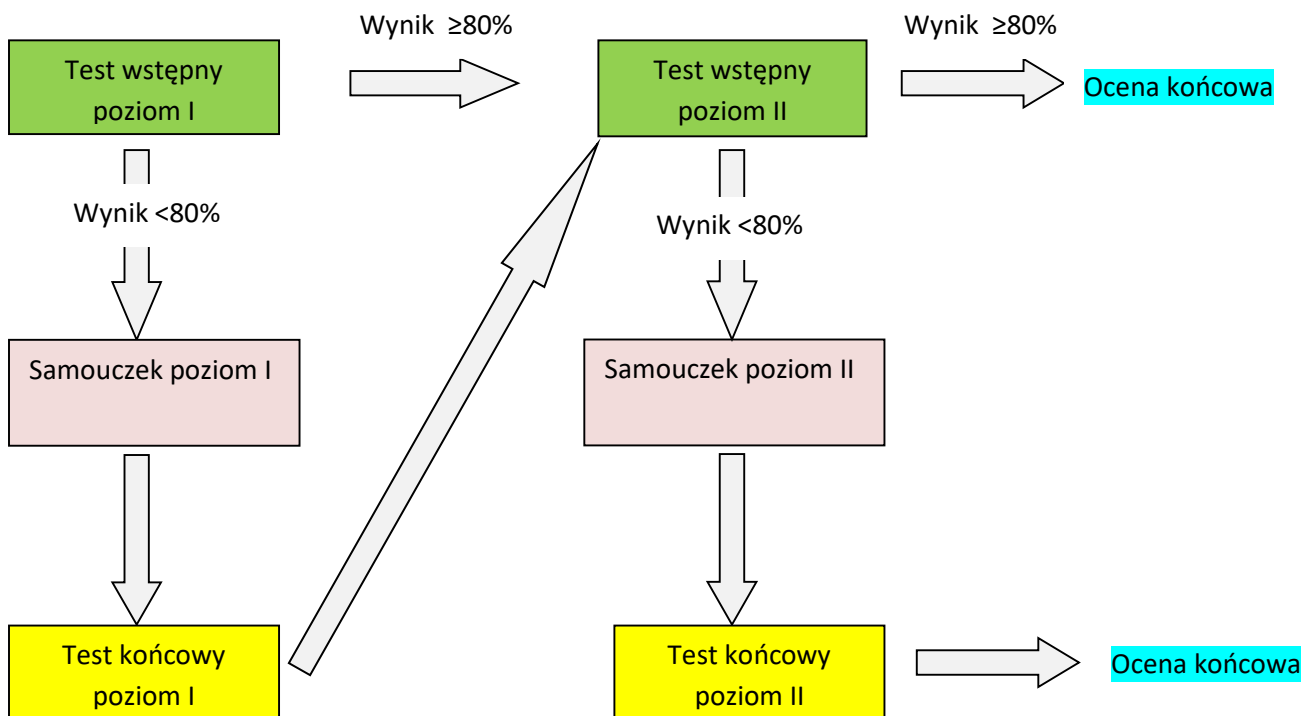 Wynik ≥80%
Wynik ≥80%
Test wstępny
poziom I
Test wstępny
poziom II
Ocena końcowa
Wynik <80%
Wynik <80%
Samouczek poziom I
Samouczek poziom II
Test końcowy
poziom I
Test końcowy
poziom II
Ocena końcowa